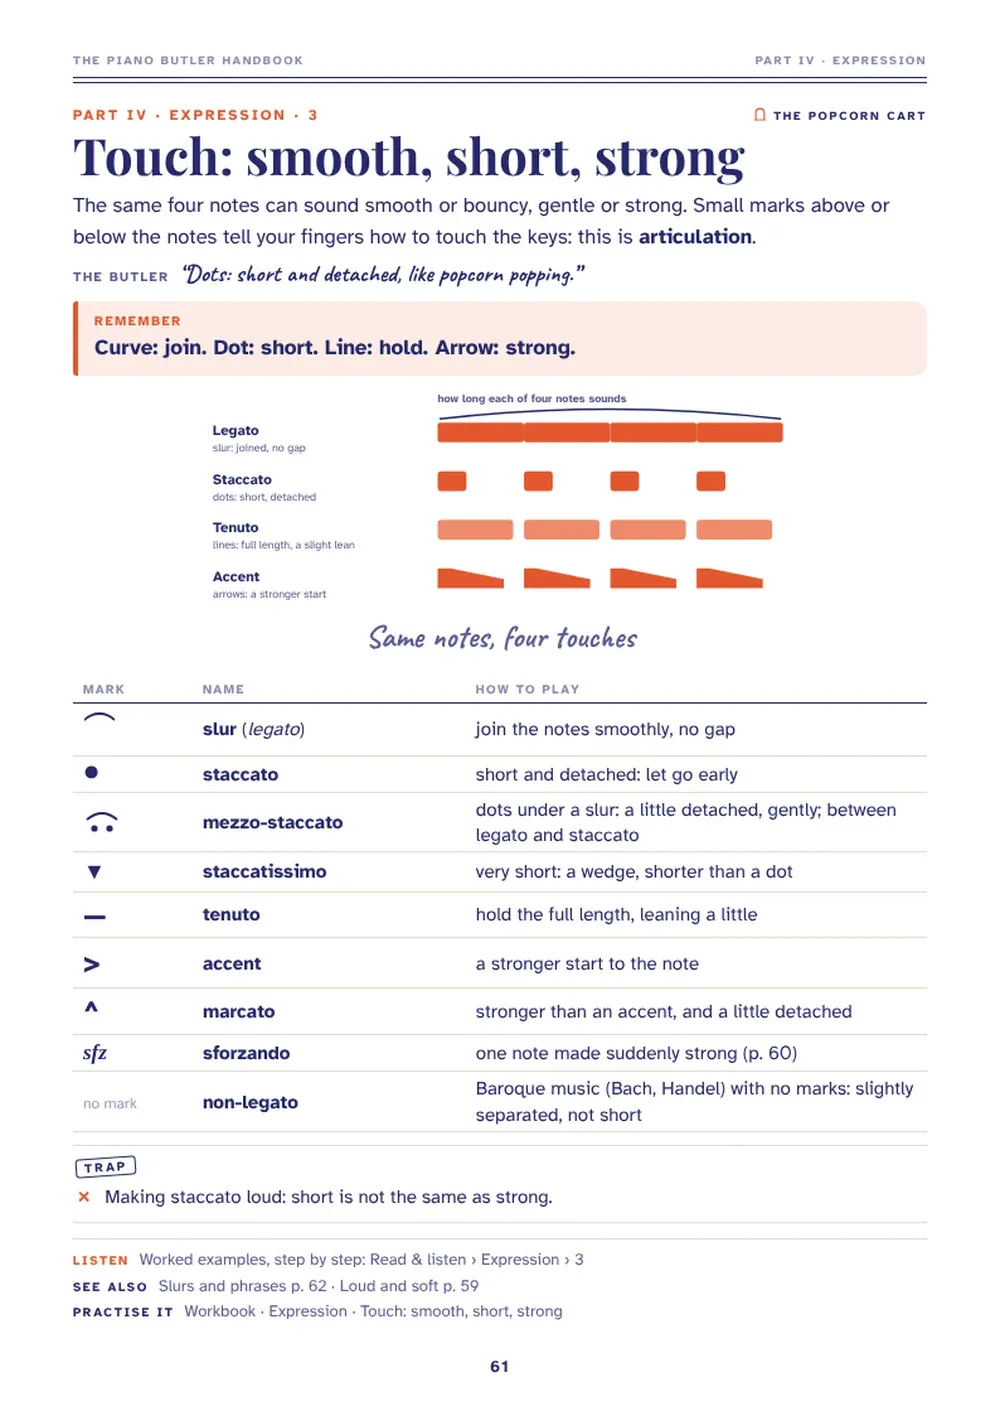 THE PIANO BUTLER HANDBOOK
PART IV · EXPRESSION
PART IV · EXPRESSION · 3
THE POPCORN CART
Touch: smooth, short, strong
The same four notes can sound smooth or bouncy, gentle or strong. Small marks above or
below the notes tell your fingers how to touch the keys: this is articulation.
THE BUTLER “Dots: short and detached, like popcorn popping.”
REMEMBER
Curve: join. Dot: short. Line: hold. Arrow: strong.
how long each of four notes sounds
Legato
slur: joined, no gap
Staccato
dots: short, detached
Tenuto
lines: full length, a slight lean
Accent
arrows: a stronger start
Same notes, four touches
MARK NAME HOW TO PLAY
slur (legato) join the notes smoothly, no gap
staccato short and detached: let go early
mezzo-staccato dots under a slur: a little detached, gently; between
legato and staccato
staccatissimo very short: a wedge, shorter than a dot
tenuto hold the full length, leaning a little
> accent a stronger start to the note
^ marcato stronger than an accent, and a little detached
sfz sforzando one note made suddenly strong (p. 60)
no mark non-legato Baroque music (Bach, Handel) with no marks: slightly
separated, not short
TRAP
× Making staccato loud: short is not the same as strong.
LISTEN Worked examples, step by step: Read & listen › Expression › 3
SEE ALSO Slurs and phrases p. 62 · Loud and soft p. 59
PRACTISE IT Workbook · Expression · Touch: smooth, short, strong
61